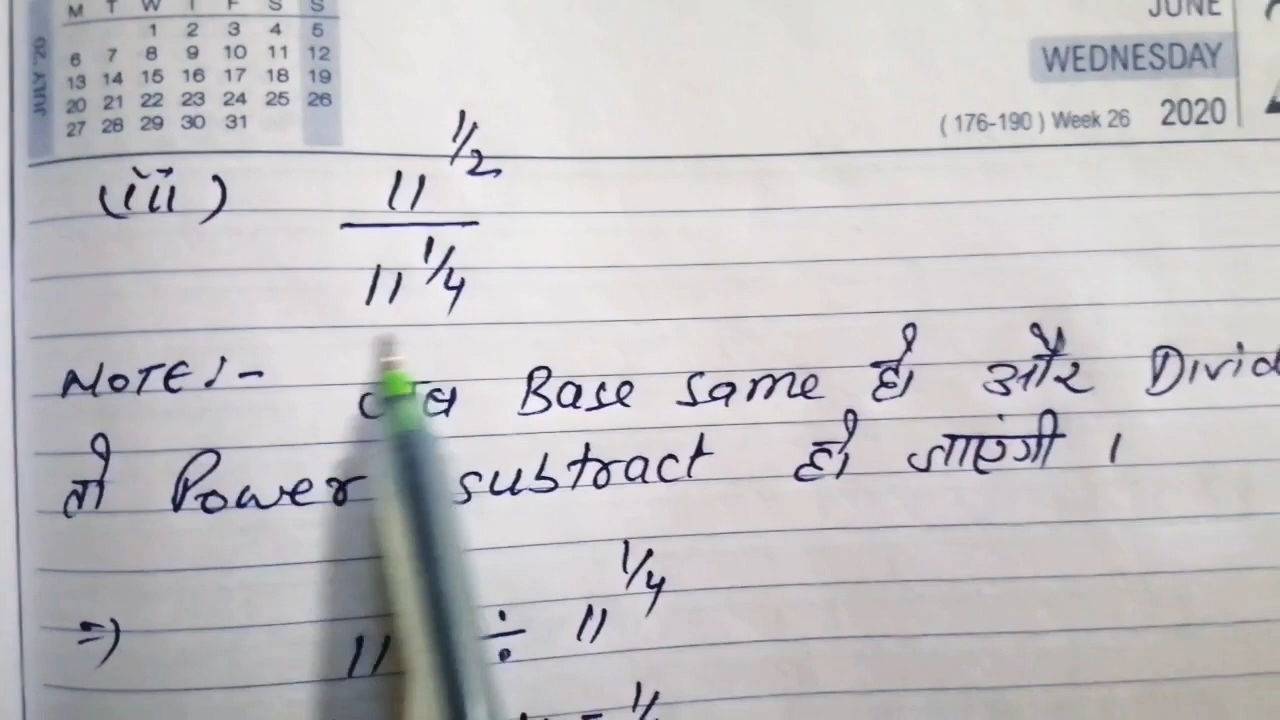 M T W T F S S
1 2 3 4 5
6 7 8 9 10 11 12
13 14 15 16 17 18 19
20 21 22 23 24 25 26
27 28 29 30 31
JULY'20
JUNE
WEDNESDAY
(176-190) Week 26 2020
(iii) 11^1/2
11^1/4
NOTE:- Base same हो और Divid
तो Power subtract हो जाएंगी ।
=) 11 ÷ 11^1/4